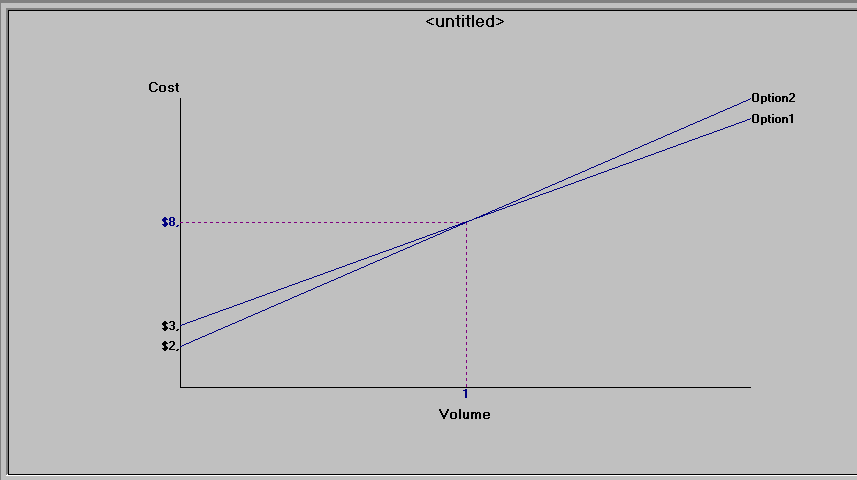 <untitled>
Cost
Option2
Option1
$8,
$3,
$2,
1
Volume